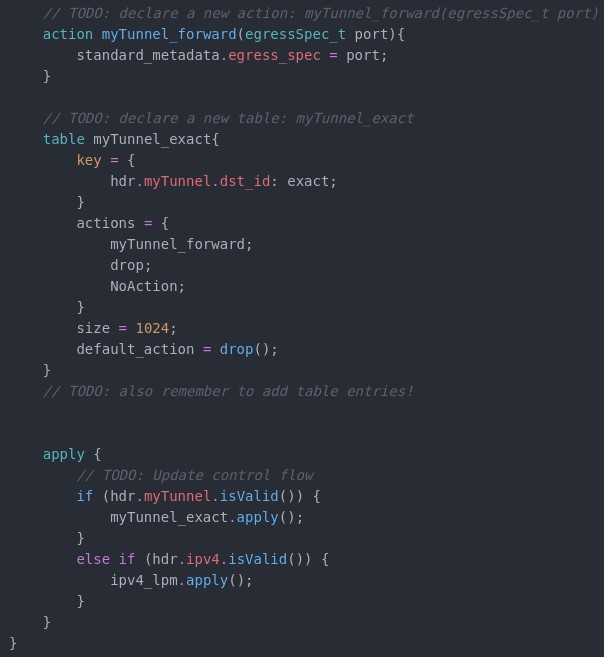 // TODO: declare a new action: myTunnel_forward(egressSpec_t port)
action myTunnel_forward(egressSpec_t port){
standard_metadata.egress_spec = port;
}
// TODO: declare a new table: myTunnel_exact
table myTunnel_exact{
key = {
hdr.myTunnel.dst_id: exact;
}
actions = {
myTunnel_forward;
drop;
NoAction;
}
size = 1024;
default_action = drop();
}
// TODO: also remember to add table entries!
apply {
// TODO: Update control flow
if (hdr.myTunnel.isValid()) {
myTunnel_exact.apply();
}
else if (hdr.ipv4.isValid()) {
ipv4_lpm.apply();
}
}
}